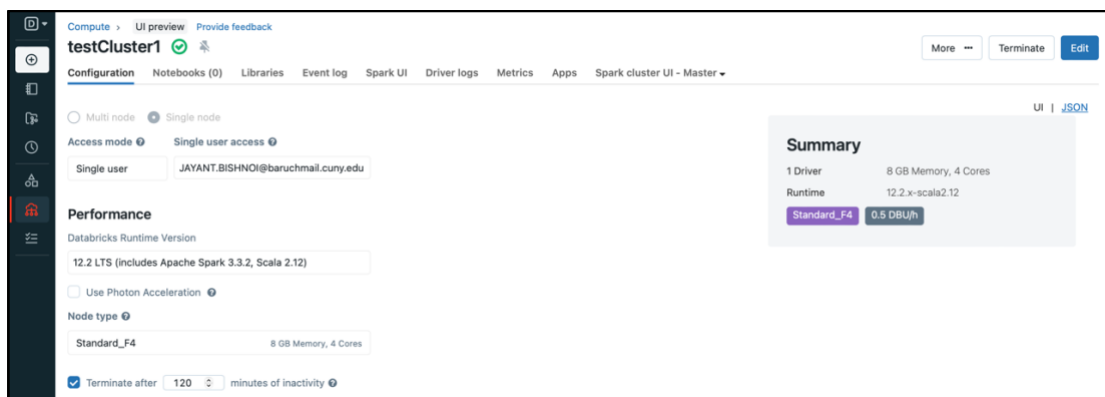 D
Compute > UI preview Provide feedback
testCluster1
More ··· Terminate Edit
Configuration Notebooks (0) Libraries Event log Spark UI Driver logs Metrics Apps Spark cluster UI - Master
UI | JSON
Multi node Single node
Access mode Single user access
Single user JAYANT.BISHNOI@baruchmail.cuny.edu
Performance
Databricks Runtime Version
12.2 LTS (includes Apache Spark 3.3.2, Scala 2.12)
Use Photon Acceleration
Node type
Standard_F4 8 GB Memory, 4 Cores
Terminate after 120 minutes of inactivity
Summary
1 Driver 8 GB Memory, 4 Cores
Runtime 12.2.x-scala2.12
Standard_F4 0.5 DBU/h